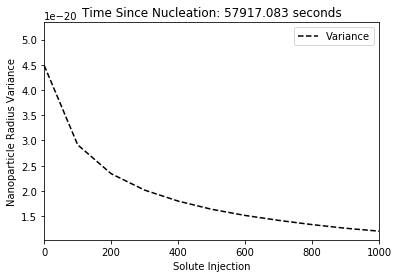 Time Since Nucleation: 57917.083 seconds
1e−20
Variance
5.0
4.5
4.0
3.5
3.0
2.5
2.0
1.5
Nanoparticle Radius Variance
0 200 400 600 800 1000
Solute Injection